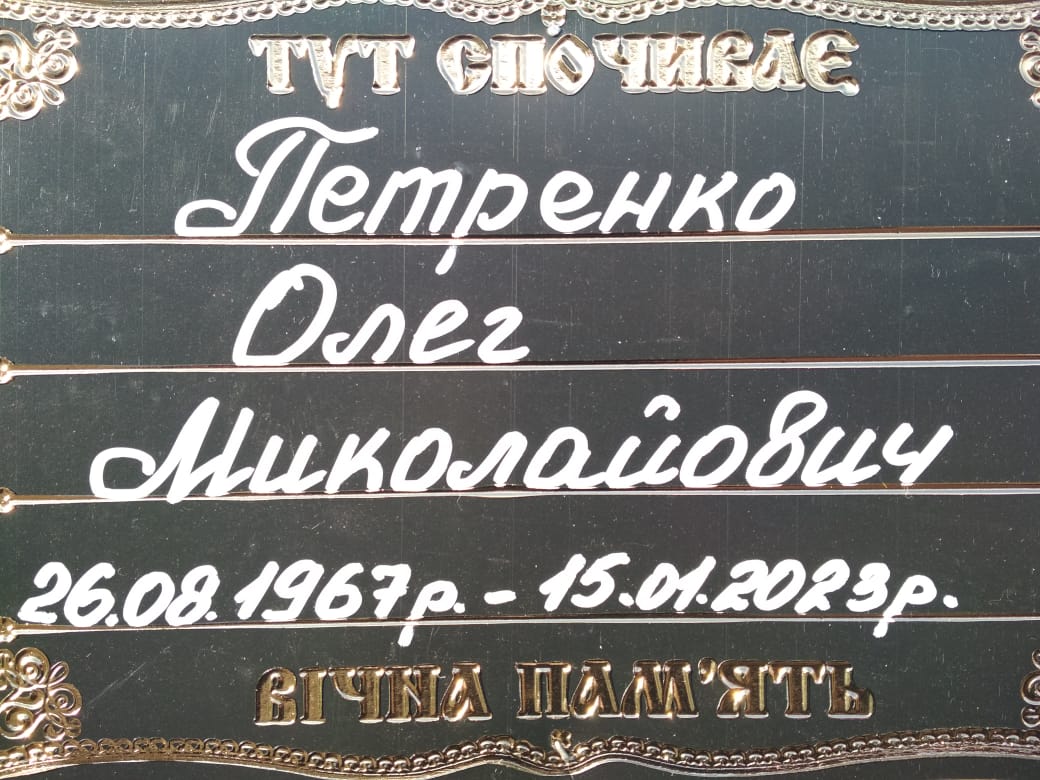 ТУТ СПОЧИВАЄ
Петренко
Олег
Миколайович
26.08.1967р. - 15.01.2023р.
ВІЧНА ПАМ'ЯТЬ